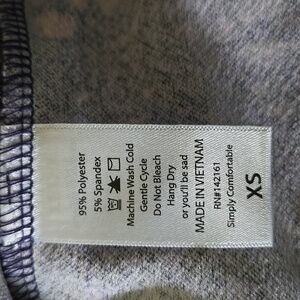 95% Polyester
5% Spandex
Machine Wash Cold
Gentle Cycle
Do Not Bleach
Hang Dry
or you'll be sad
MADE IN VIETNAM
RN#142161
Simply Comfortable
XS